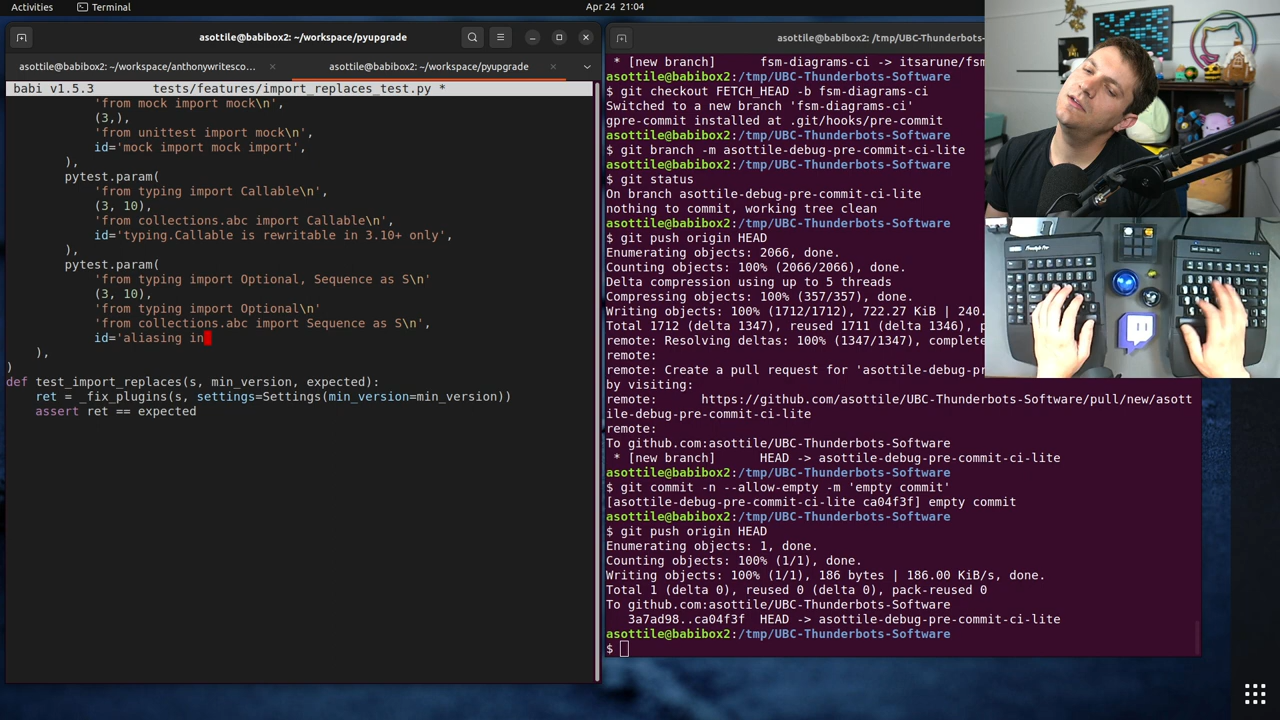 Activities
Terminal
Apr 24 21:04
asottile@babibox2: ~/workspace/pyupgrade
asottile@babibox2: ~/workspace/anthonywritesco...
asottile@babibox2: ~/workspace/pyupgrade
babi v1.5.3 tests/features/import_replaces_test.py *
'from mock import mock\n',
(3,),
'from unittest import mock\n',
id='mock import mock import',
),
pytest.param(
'from typing import Callable\n',
(3, 10),
'from collections.abc import Callable\n',
id='typing.Callable is rewritable in 3.10+ only',
),
pytest.param(
'from typing import Optional, Sequence as S\n'
(3, 10),
'from typing import Optional\n'
'from collections.abc import Sequence as S\n',
id='aliasing in
),
)
def test_import_replaces(s, min_version, expected):
ret = _fix_plugins(s, settings=Settings(min_version=min_version))
assert ret == expected
asottile@babibox2: /tmp/UBC-Thunderbots-
* [new branch] fsm-diagrams-ci -> itsarune/fsm
asottile@babibox2:/tmp/UBC-Thunderbots-Software
$ git checkout FETCH_HEAD -b fsm-diagrams-ci
Switched to a new branch 'fsm-diagrams-ci'
gpre-commit installed at .git/hooks/pre-commit
asottile@babibox2:/tmp/UBC-Thunderbots-Software
$ git branch -m asottile-debug-pre-commit-ci-lite
asottile@babibox2:/tmp/UBC-Thunderbots-Software
$ git status
On branch asottile-debug-pre-commit-ci-lite
nothing to commit, working tree clean
asottile@babibox2:/tmp/UBC-Thunderbots-Software
$ git push origin HEAD
Enumerating objects: 2066, done.
Counting objects: 100% (2066/2066), done.
Delta compression using up to 5 threads
Compressing objects: 100% (357/357), done.
Writing objects: 100% (1712/1712), 722.27 KiB | 240.
Total 1712 (delta 1347), reused 1711 (delta 1346), p
remote: Resolving deltas: 100% (1347/1347), complete
remote:
remote: Create a pull request for 'asottile-debug-pr
by visiting:
remote: https://github.com/asottile/UBC-Thunderbots-Software/pull/new/asott
ile-debug-pre-commit-ci-lite
remote:
To github.com:asottile/UBC-Thunderbots-Software
* [new branch] HEAD -> asottile-debug-pre-commit-ci-lite
asottile@babibox2:/tmp/UBC-Thunderbots-Software
$ git commit -n --allow-empty -m 'empty commit'
[asottile-debug-pre-commit-ci-lite ca04f3f] empty commit
asottile@babibox2:/tmp/UBC-Thunderbots-Software
$ git push origin HEAD
Enumerating objects: 1, done.
Counting objects: 100% (1/1), done.
Writing objects: 100% (1/1), 186 bytes | 186.00 KiB/s, done.
Total 1 (delta 0), reused 0 (delta 0), pack-reused 0
To github.com:asottile/UBC-Thunderbots-Software
3a7ad98..ca04f3f HEAD -> asottile-debug-pre-commit-ci-lite
asottile@babibox2:/tmp/UBC-Thunderbots-Software
$